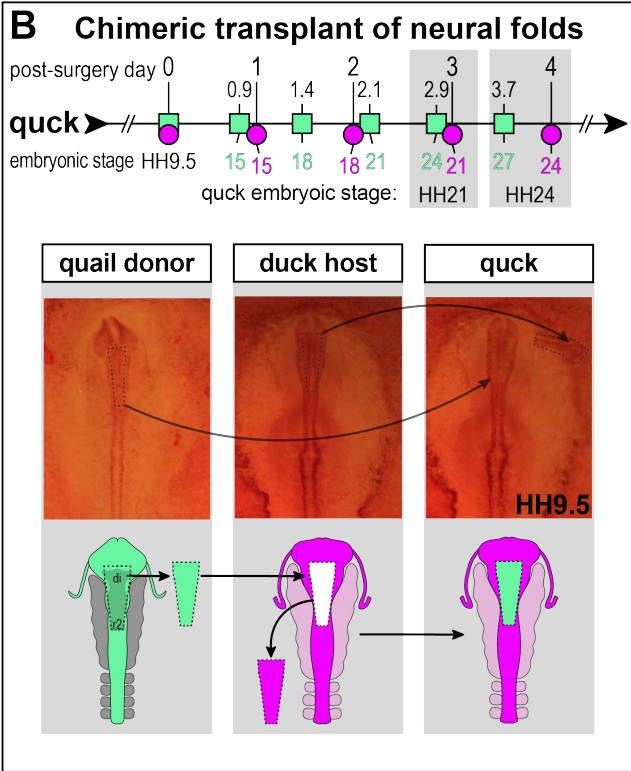 B Chimeric transplant of neural folds
post-surgery day 0 1 2 3 4
0.9 1.4 2.1 2.9 3.7
quck
embryonic stage HH9.5 15 15 18 18 21 24 21 27 24
quck embryoic stage: HH21 HH24
quail donor duck host quck
HH9.5
di
r2